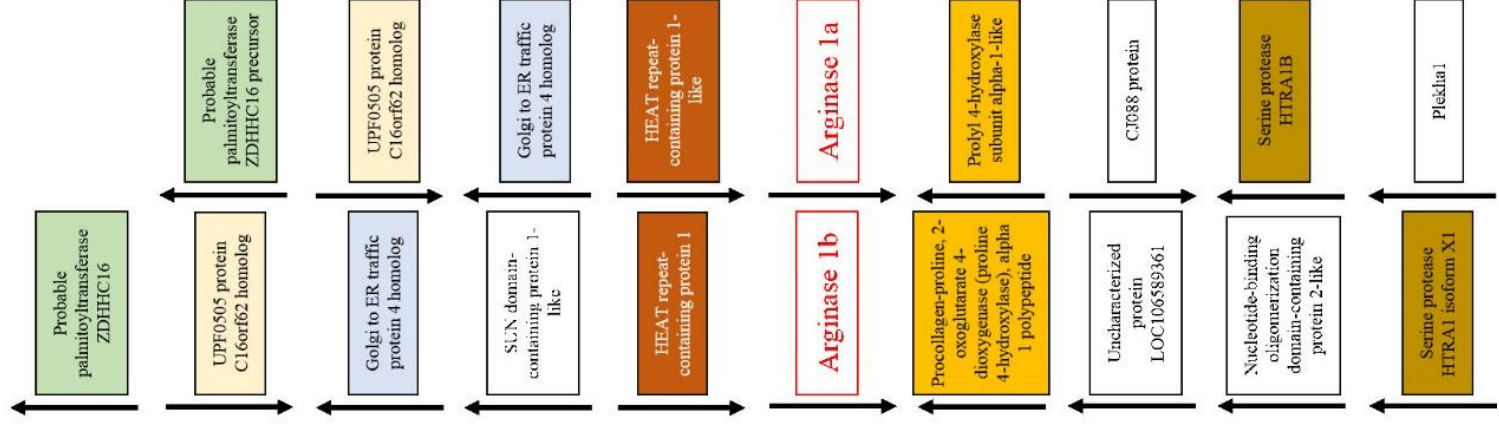 Probable
palmitoyltransferase
ZDHHC16 precursor
UPF0505 protein
C16orf62 homolog
Golgi to ER traffic
protein 4 homolog
HEAT repeat-
containing protein 1-
like
Arginase 1a
Prolyl 4-hydroxylase
subunit alpha-1-like
CJ088 protein
Serine protease
HTRA1B
Plekha1
Probable
palmitoyltransferase
ZDHHC16
UPF0505 protein
C16orf62 homolog
Golgi to ER traffic
protein 4 homolog
SUN domain-
containing protein 1-
like
HEAT repeat-
containing protein 1
Arginase 1b
Procollagen-proline, 2-
oxoglutarate 4-
dioxygenase (proline
4-hydroxylase), alpha
1 polypeptide
Uncharacterized
protein
LOC106589361
Nucleotide-binding
oligomerization
domain-containing
protein 2-like
Serine protease
HTRA1 isoform X1